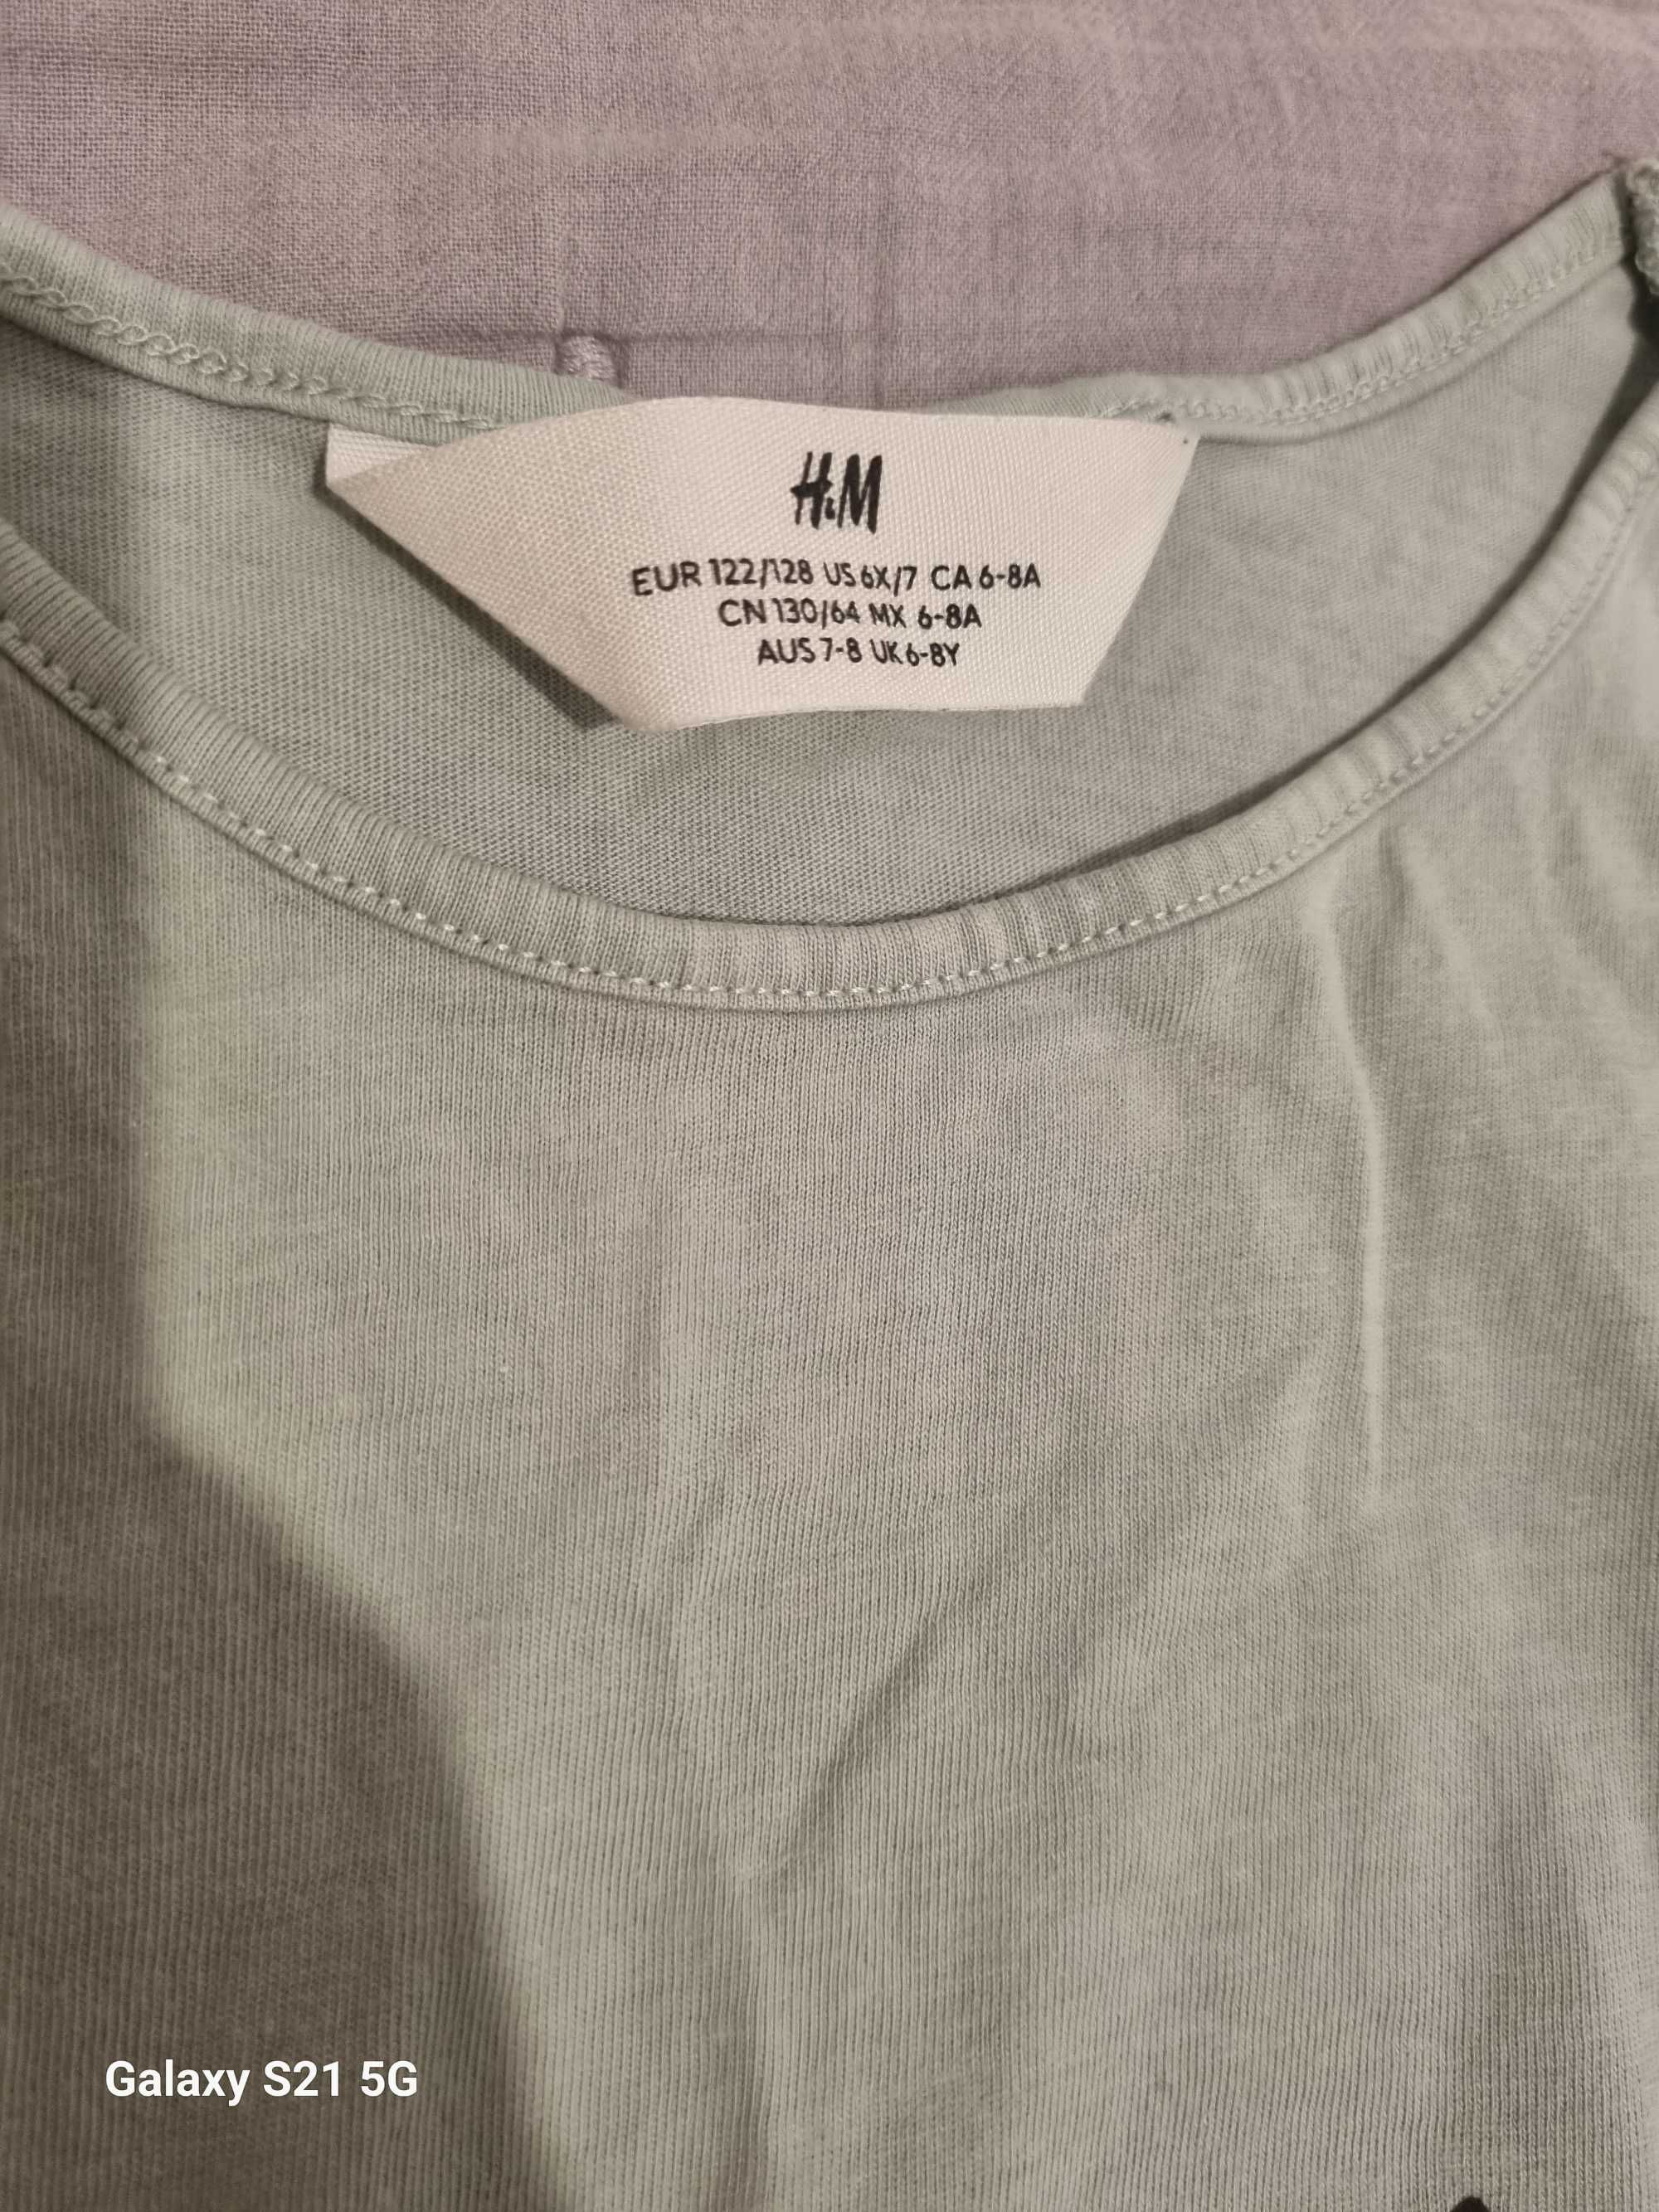 H&M
EUR 122/128 US 6X/7 CA 6-8A
CN 130/64 MX 6-8A
AUS 7-8 UK 6-8Y
Galaxy S21 5G